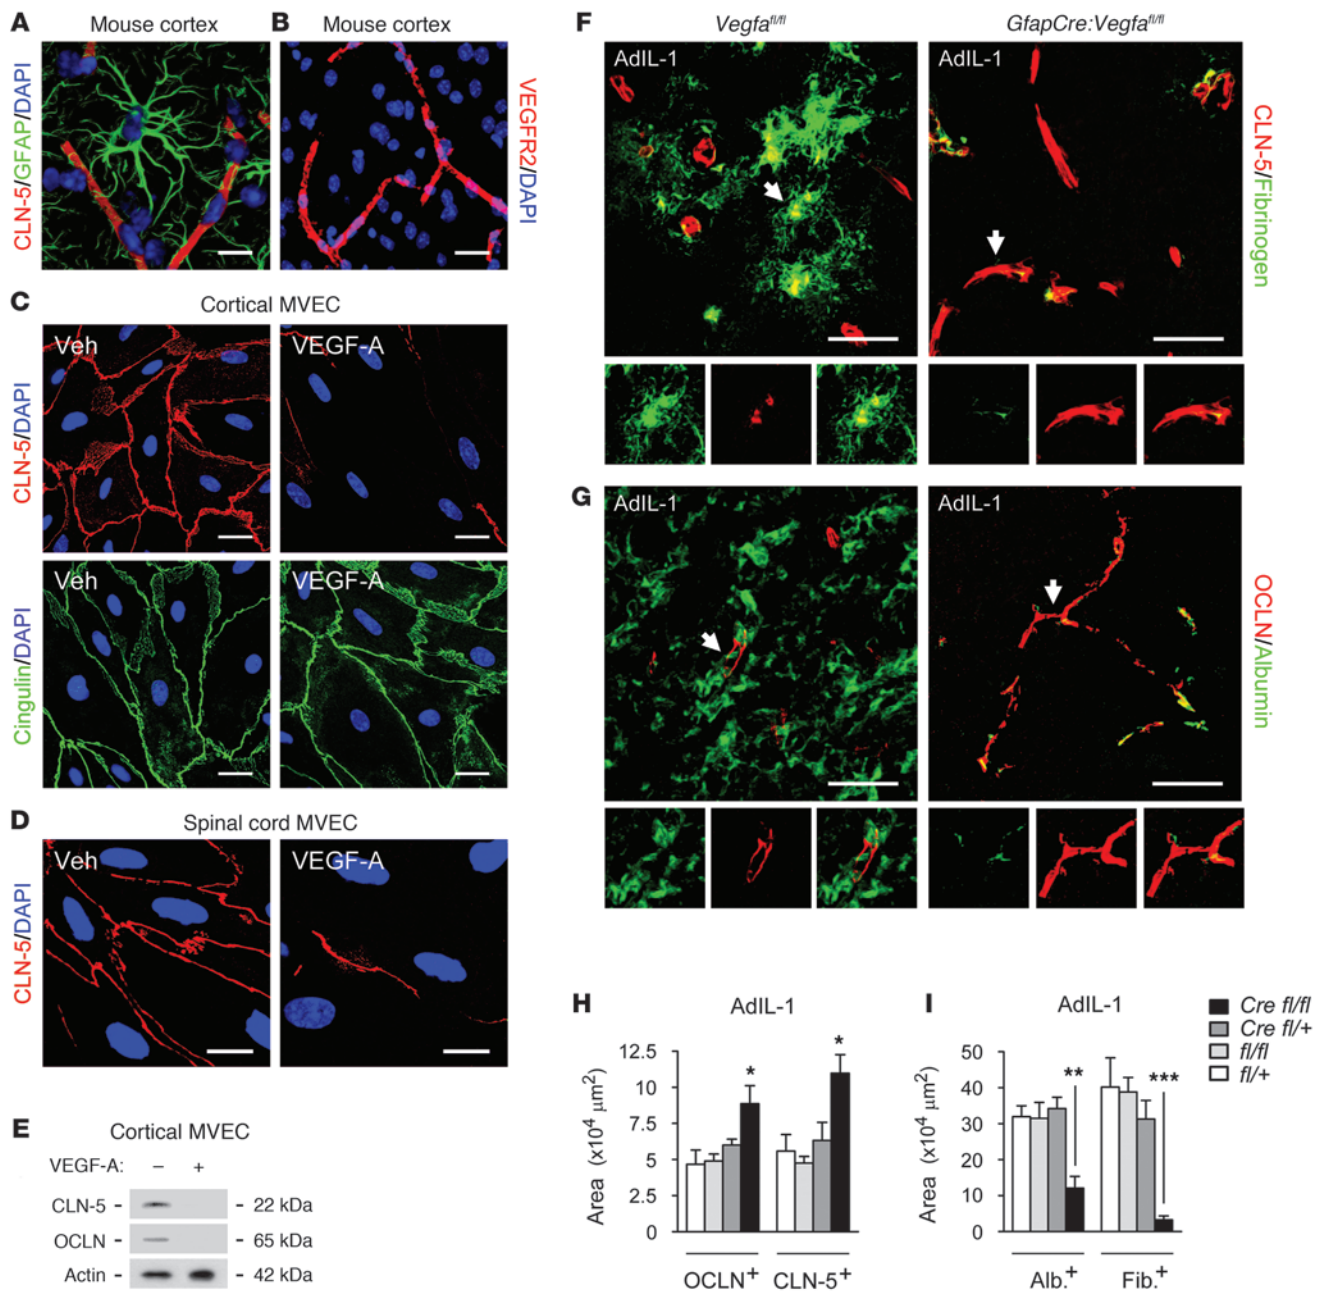 A
Mouse cortex
CLN-5/GFAP/DAPI
B
Mouse cortex
VEGFR2/DAPI
C
Cortical MVEC
CLN-5/DAPI
Veh
VEGF-A
Cingulin/DAPI
Veh
VEGF-A
D
Spinal cord MVEC
CLN-5/DAPI
Veh
VEGF-A
E
Cortical MVEC
VEGF-A: – +
CLN-5 - - 22 kDa
OCLN - - 65 kDa
Actin - - 42 kDa
F
Vegfa^fl/fl
GfapCre:Vegfa^fl/fl
AdIL-1
AdIL-1
CLN-5/Fibrinogen
G
AdIL-1
AdIL-1
OCLN/Albumin
H
AdIL-1
Area (x10⁴ µm²)
12.5
10
7.5
5
2.5
0
*
*
OCLN⁺
CLN-5⁺
I
AdIL-1
Area (x10⁴ µm²)
50
40
30
20
10
0
**
***
Alb.⁺
Fib.⁺
Cre fl/fl
Cre fl/+
fl/fl
fl/+